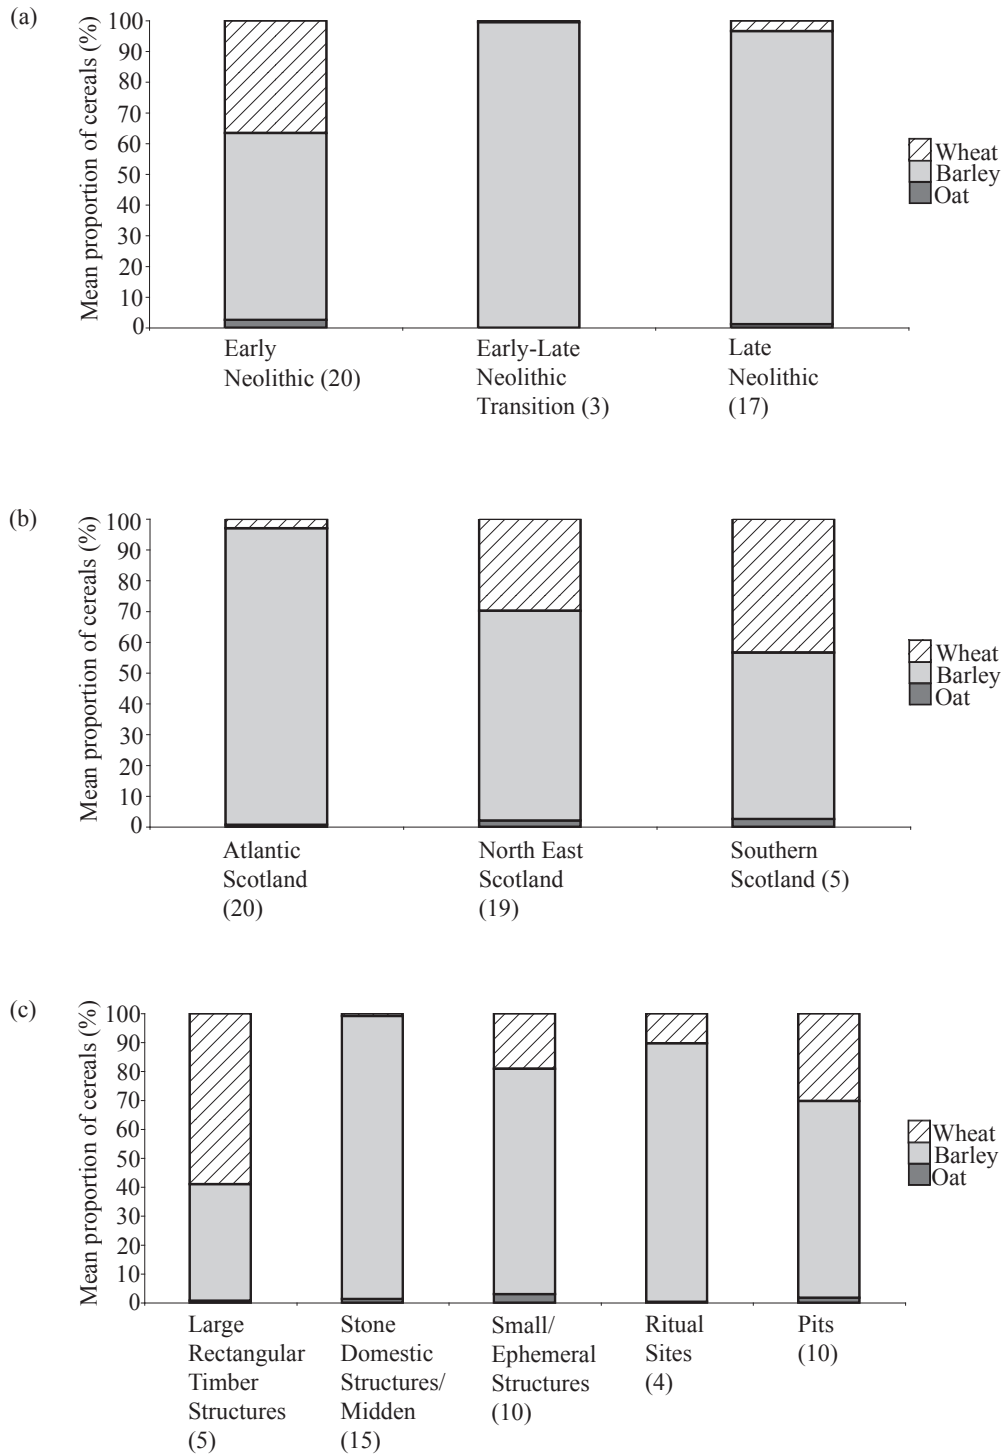 (a)
Mean proportion of cereals (%)
100
90
80
70
60
50
40
30
20
10
0
Early
Neolithic (20)
Early-Late
Neolithic
Transition (3)
Late
Neolithic
(17)
Wheat
Barley
Oat
(b)
Mean proportion of cereals (%)
100
90
80
70
60
50
40
30
20
10
0
Atlantic
Scotland
(20)
North East
Scotland
(19)
Southern
Scotland (5)
Wheat
Barley
Oat
(c)
Mean proportion of cereals (%)
100
90
80
70
60
50
40
30
20
10
0
Large
Rectangular
Timber
Structures
(5)
Stone
Domestic
Structures/
Midden
(15)
Small/
Ephemeral
Structures
(10)
Ritual
Sites
(4)
Pits
(10)
Wheat
Barley
Oat